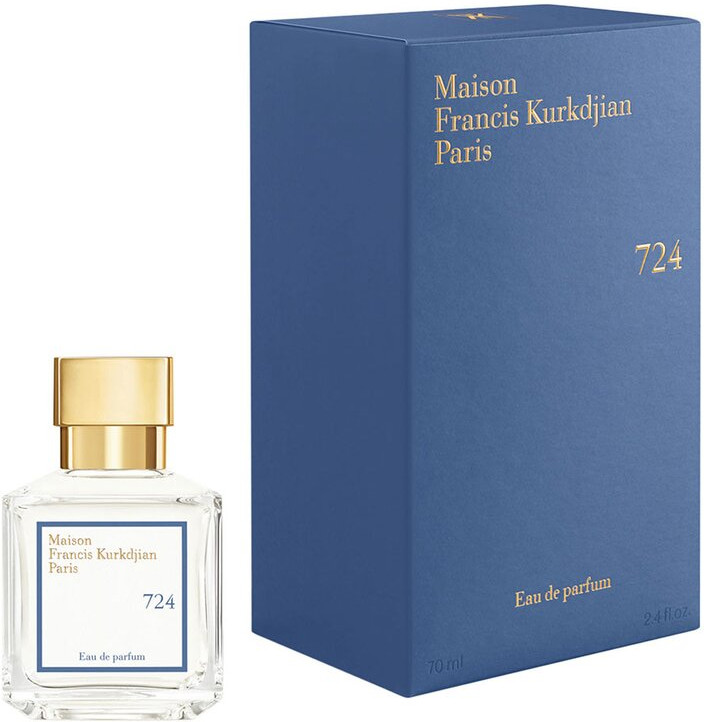 Maison
Francis Kurkdjian
Paris
724
Eau de parfum
70 ml
2.4 fl.oz.
Maison
Francis Kurkdjian
Paris
724
Eau de parfum